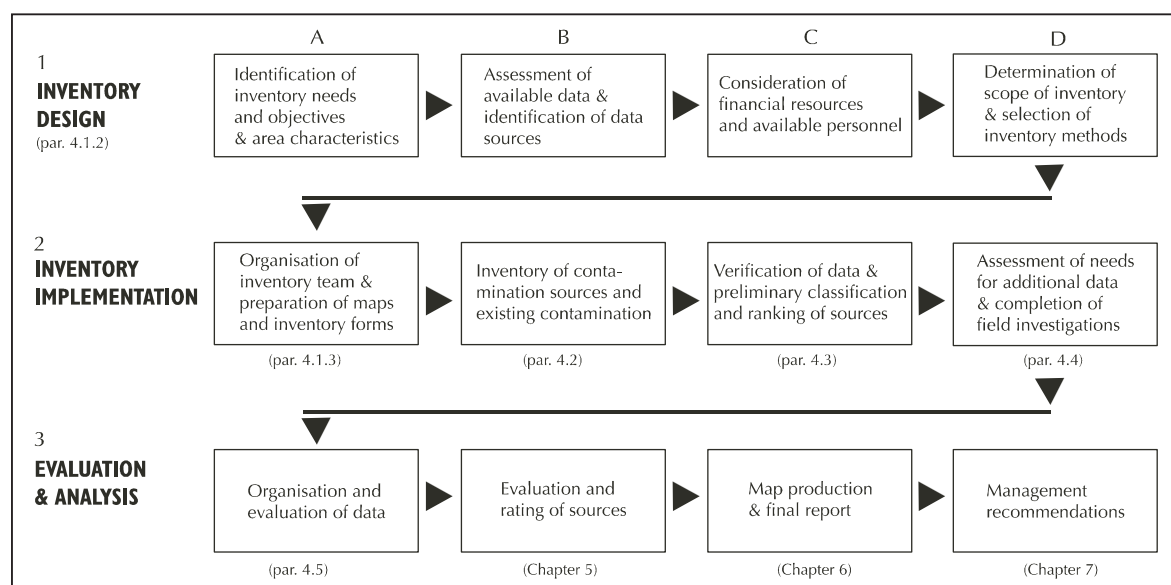 A B C D
1
INVENTORY
DESIGN
(par. 4.1.2)
Identification of
inventory needs
and objectives
& area characteristics
Assessment of
available data &
identification of data
sources
Consideration of
financial resources
and available personnel
Determination of
scope of inventory
& selection of
inventory methods
2
INVENTORY
IMPLEMENTATION
Organisation of
inventory team &
preparation of maps
and inventory forms
(par. 4.1.3)
Inventory of conta-
mination sources and
existing contamination
(par. 4.2)
Verification of data &
preliminary classification
and ranking of sources
(par. 4.3)
Assessment of needs
for additional data
& completion of
field investigations
(par. 4.4)
3
EVALUATION
& ANALYSIS
Organisation and
evaluation of data
(par. 4.5)
Evaluation and
rating of sources
(Chapter 5)
Map production
& final report
(Chapter 6)
Management
recommendations
(Chapter 7)